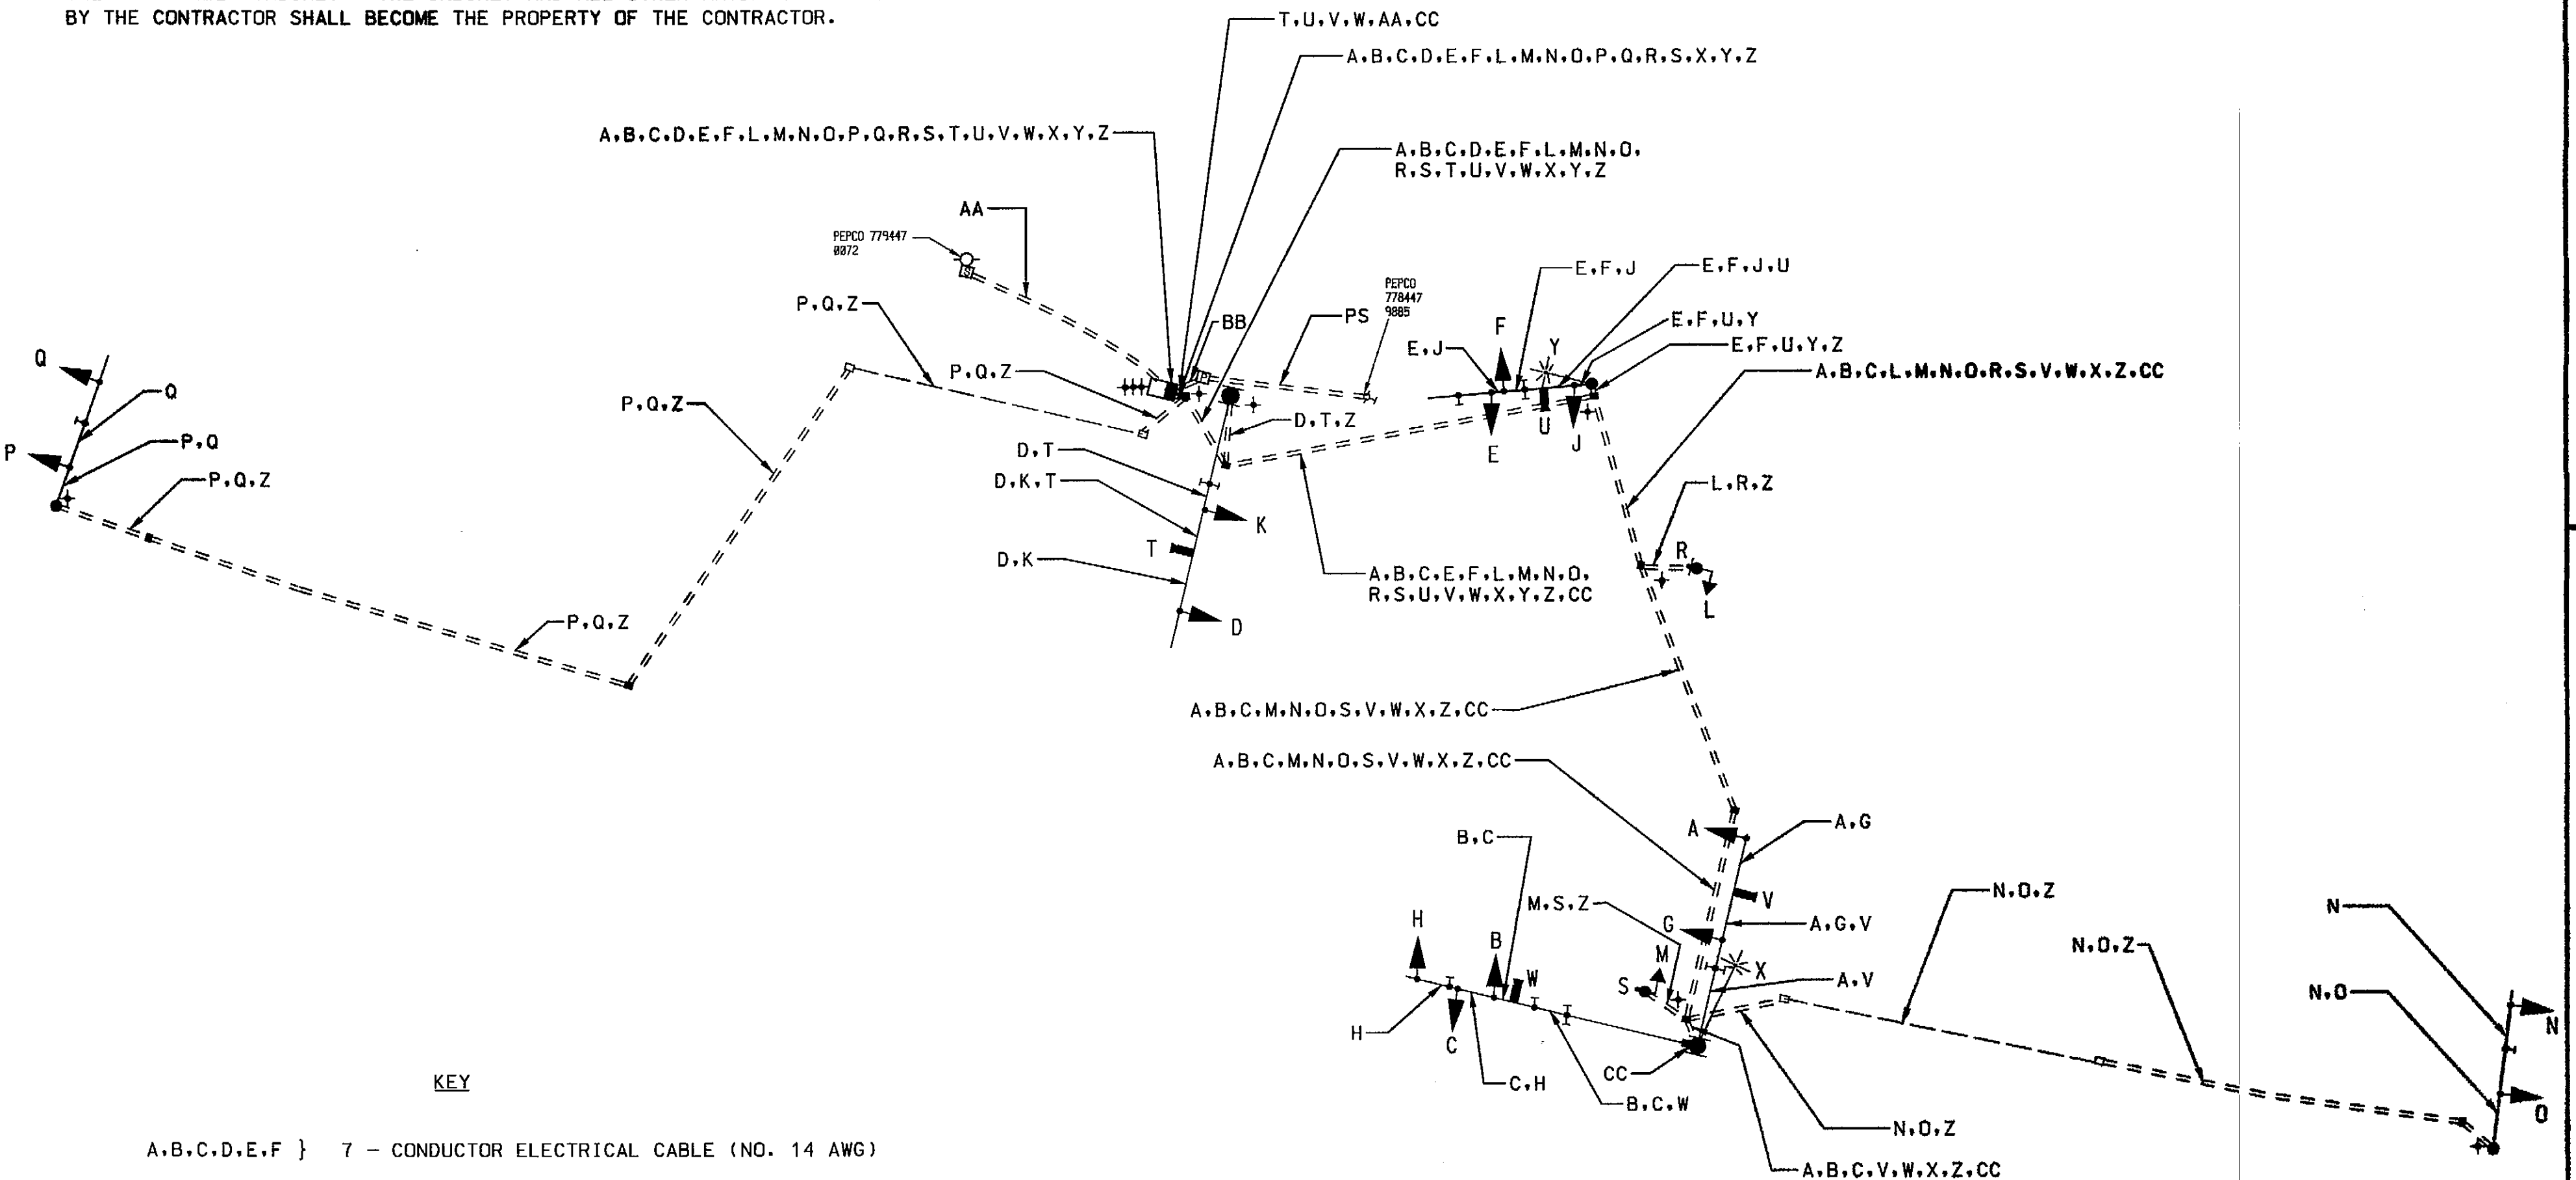 BY THE CONTRACTOR SHALL BECOME THE PROPERTY OF THE CONTRACTOR.
T,U,V,W,AA,CC
A,B,C,D,E,F,L,M,N,O,P,Q,R,S,X,Y,Z
A,B,C,D,E,F,L,M,N,O,P,Q,R,S,T,U,V,W,X,Y,Z
A,B,C,D,E,F,L,M,N,O,
R,S,T,U,V,W,X,Y,Z
AA
PEPCO 779447
0072
P,Q,Z
BB
PS
PEPCO
778447
9885
E,F,J
E,F,J,U
E,F,U,Y
E,F,U,Y,Z
F
Y
E,J
A,B,C,L,M,N,O,R,S,V,W,X,Z,CC
Q
Q
P,Q,Z
P,Q,Z
P,Q
P
P,Q,Z
D,T,Z
E
U
J
D,T
D,K,T
K
T
D,K
D
L,R,Z
R
L
A,B,C,E,F,L,M,N,O,
R,S,U,V,W,X,Y,Z,CC
P,Q,Z
A,B,C,M,N,O,S,V,W,X,Z,CC
A,B,C,M,N,O,S,V,W,X,Z,CC
A
A,G
B,C
V
M,S,Z
G
A,G,V
N,O,Z
N
N,O,Z
H
B
W
M
X
S
A,V
N,O
N
H
C
C,H
CC
B,C,W
O
N,O,Z
A,B,C,V,W,X,Z,CC
KEY
A,B,C,D,E,F } 7 - CONDUCTOR ELECTRICAL CABLE (NO. 14 AWG)